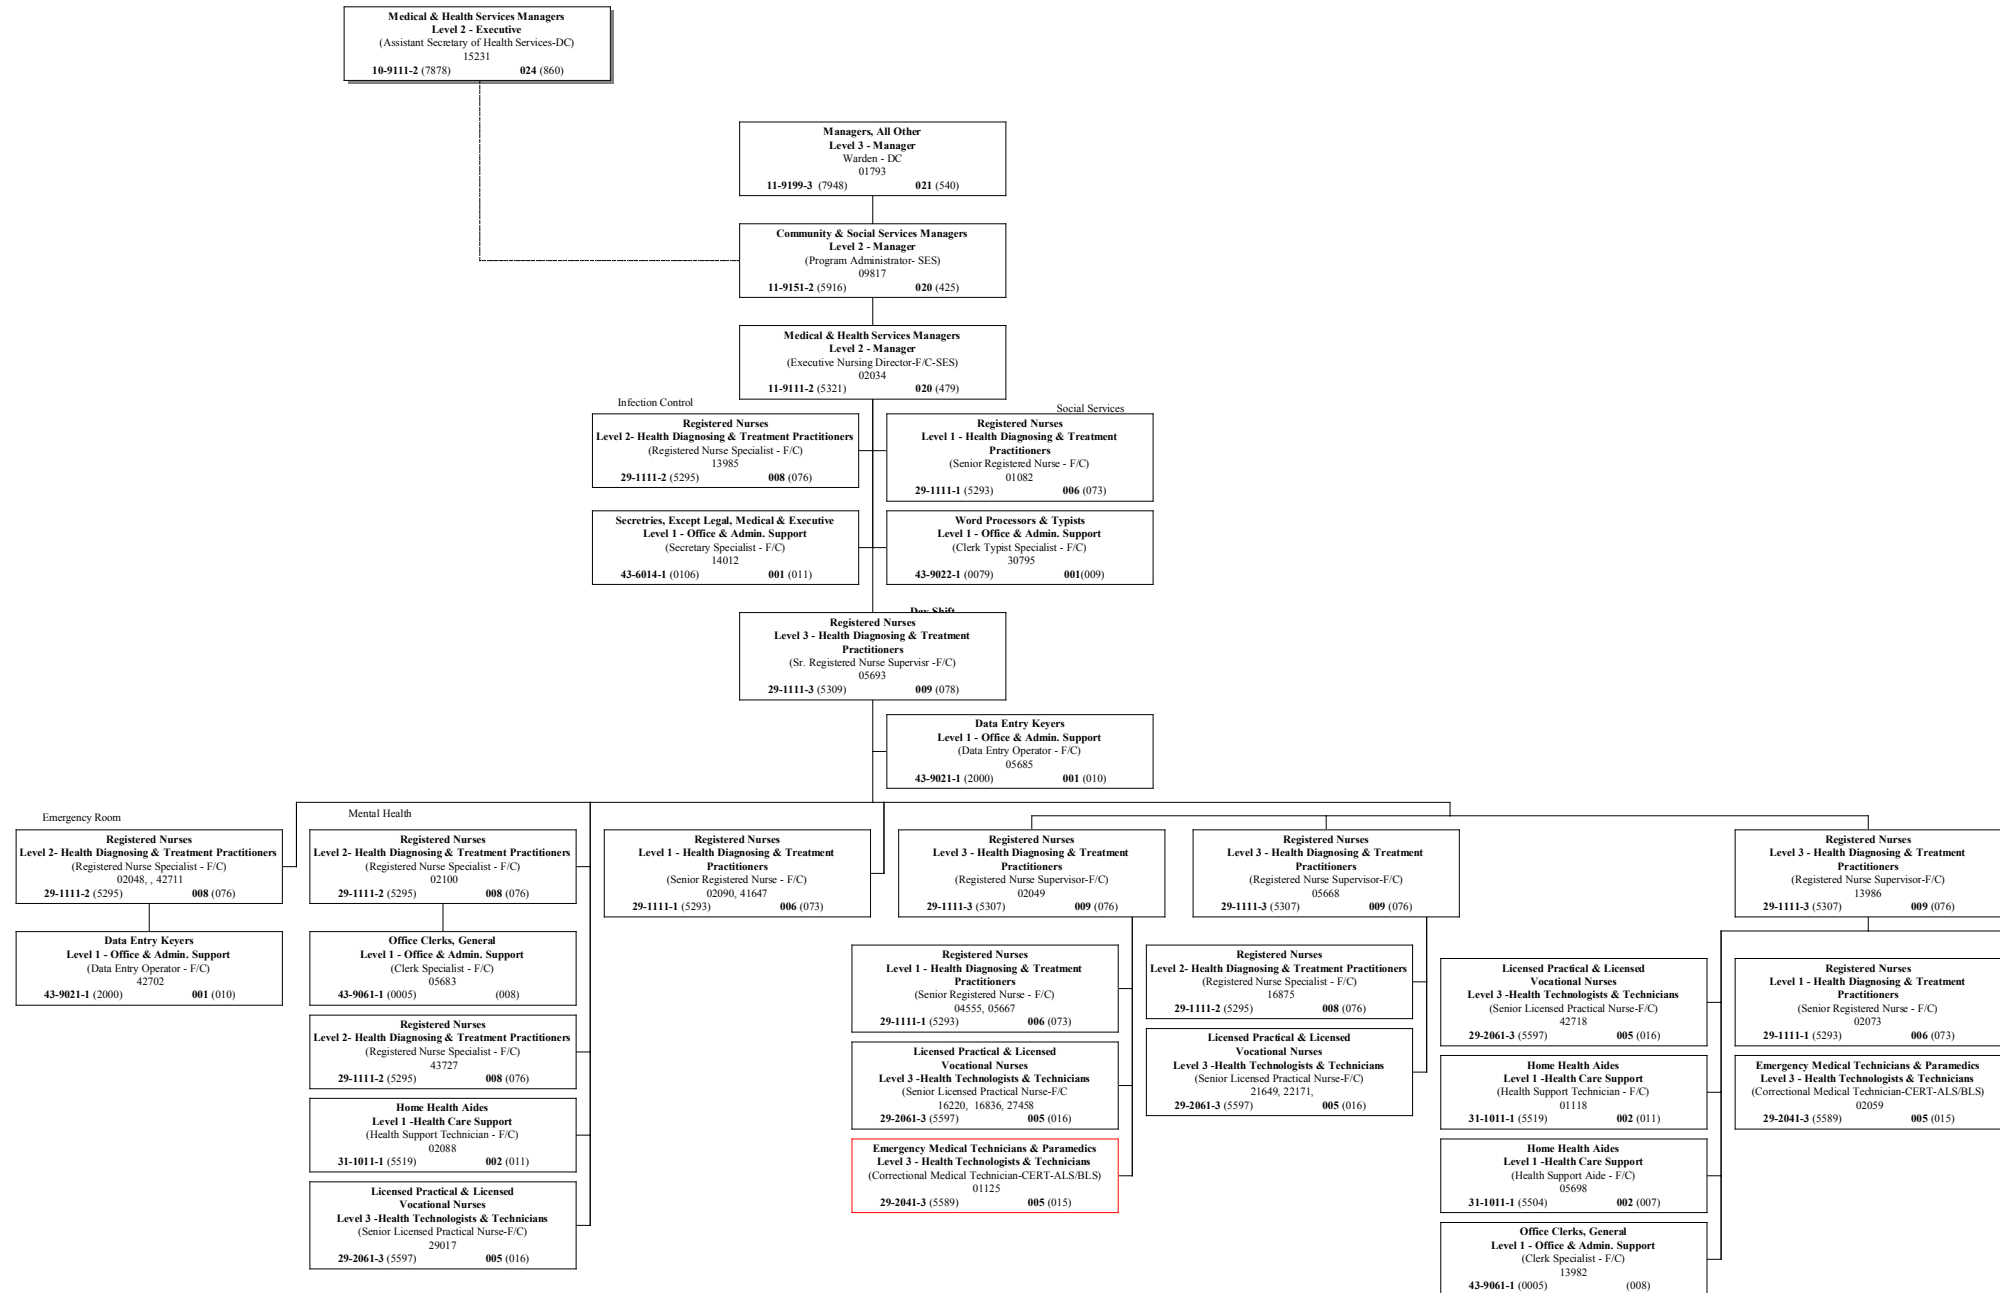 Medical & Health Services Managers
Level 2 - Executive
(Assistant Secretary of Health Services-DC)
15231
10-9111-2 (7878) 024 (860)
Managers, All Other
Level 3 - Manager
Warden - DC
01793
11-9199-3 (7948) 021 (540)
Community & Social Services Managers
Level 2 - Manager
(Program Administrator- SES)
09817
11-9151-2 (5916) 020 (425)
Medical & Health Services Managers
Level 2 - Manager
(Executive Nursing Director-F/C-SES)
02034
11-9111-2 (5321) 020 (479)
Infection Control
Registered Nurses
Level 2- Health Diagnosing & Treatment Practitioners
(Registered Nurse Specialist - F/C)
13985
29-1111-2 (5295) 008 (076)
Social Services
Registered Nurses
Level 1 - Health Diagnosing & Treatment
Practitioners
(Senior Registered Nurse - F/C)
01082
29-1111-1 (5293) 006 (073)
Secretries, Except Legal, Medical & Executive
Level 1 - Office & Admin. Support
(Secretary Specialist - F/C)
14012
43-6014-1 (0106) 001 (011)
Word Processors & Typists
Level 1 - Office & Admin. Support
(Clerk Typist Specialist - F/C)
30795
43-9022-1 (0079) 001(009)
Day Shift
Registered Nurses
Level 3 - Health Diagnosing & Treatment
Practitioners
(Sr. Registered Nurse Supervisr -F/C)
05693
29-1111-3 (5309) 009 (078)
Data Entry Keyers
Level 1 - Office & Admin. Support
(Data Entry Operator - F/C)
05685
43-9021-1 (2000) 001 (010)
Emergency Room
Registered Nurses
Level 2- Health Diagnosing & Treatment Practitioners
(Registered Nurse Specialist - F/C)
02048, , 42711
29-1111-2 (5295) 008 (076)
Data Entry Keyers
Level 1 - Office & Admin. Support
(Data Entry Operator - F/C)
42702
43-9021-1 (2000) 001 (010)
Mental Health
Registered Nurses
Level 2- Health Diagnosing & Treatment Practitioners
(Registered Nurse Specialist - F/C)
02100
29-1111-2 (5295) 008 (076)
Office Clerks, General
Level 1 - Office & Admin. Support
(Clerk Specialist - F/C)
05683
43-9061-1 (0005) (008)
Registered Nurses
Level 2- Health Diagnosing & Treatment Practitioners
(Registered Nurse Specialist - F/C)
43727
29-1111-2 (5295) 008 (076)
Home Health Aides
Level 1 -Health Care Support
(Health Support Technician - F/C)
02088
31-1011-1 (5519) 002 (011)
Licensed Practical & Licensed
Vocational Nurses
Level 3 -Health Technologists & Technicians
(Senior Licensed Practical Nurse-F/C)
29017
29-2061-3 (5597) 005 (016)
Registered Nurses
Level 1 - Health Diagnosing & Treatment
Practitioners
(Senior Registered Nurse - F/C)
02090, 41647
29-1111-1 (5293) 006 (073)
Registered Nurses
Level 3 - Health Diagnosing & Treatment
Practitioners
(Registered Nurse Supervisor-F/C)
02049
29-1111-3 (5307) 009 (076)
Registered Nurses
Level 1 - Health Diagnosing & Treatment
Practitioners
(Senior Registered Nurse - F/C)
04555, 05667
29-1111-1 (5293) 006 (073)
Licensed Practical & Licensed
Vocational Nurses
Level 3 -Health Technologists & Technicians
(Senior Licensed Practical Nurse-F/C
16220, 16836, 27458
29-2061-3 (5597) 005 (016)
Emergency Medical Technicians & Paramedics
Level 3 - Health Technologists & Technicians
(Correctional Medical Technician-CERT-ALS/BLS)
01125
29-2041-3 (5589) 005 (015)
Registered Nurses
Level 3 - Health Diagnosing & Treatment
Practitioners
(Registered Nurse Supervisor-F/C)
05668
29-1111-3 (5307) 009 (076)
Registered Nurses
Level 2- Health Diagnosing & Treatment Practitioners
(Registered Nurse Specialist - F/C)
16875
29-1111-2 (5295) 008 (076)
Licensed Practical & Licensed
Vocational Nurses
Level 3 -Health Technologists & Technicians
(Senior Licensed Practical Nurse-F/C)
21649, 22171,
29-2061-3 (5597) 005 (016)
Registered Nurses
Level 3 - Health Diagnosing & Treatment
Practitioners
(Registered Nurse Supervisor-F/C)
13986
29-1111-3 (5307) 009 (076)
Licensed Practical & Licensed
Vocational Nurses
Level 3 -Health Technologists & Technicians
(Senior Licensed Practical Nurse-F/C)
42718
29-2061-3 (5597) 005 (016)
Home Health Aides
Level 1 -Health Care Support
(Health Support Technician - F/C)
01118
31-1011-1 (5519) 002 (011)
Home Health Aides
Level 1 -Health Care Support
(Health Support Aide - F/C)
05698
31-1011-1 (5504) 002 (007)
Office Clerks, General
Level 1 - Office & Admin. Support
(Clerk Specialist - F/C)
13982
43-9061-1 (0005) (008)
Registered Nurses
Level 1 - Health Diagnosing & Treatment
Practitioners
(Senior Registered Nurse - F/C)
02073
29-1111-1 (5293) 006 (073)
Emergency Medical Technicians & Paramedics
Level 3 - Health Technologists & Technicians
(Correctional Medical Technician-CERT-ALS/BLS)
02059
29-2041-3 (5589) 005 (015)